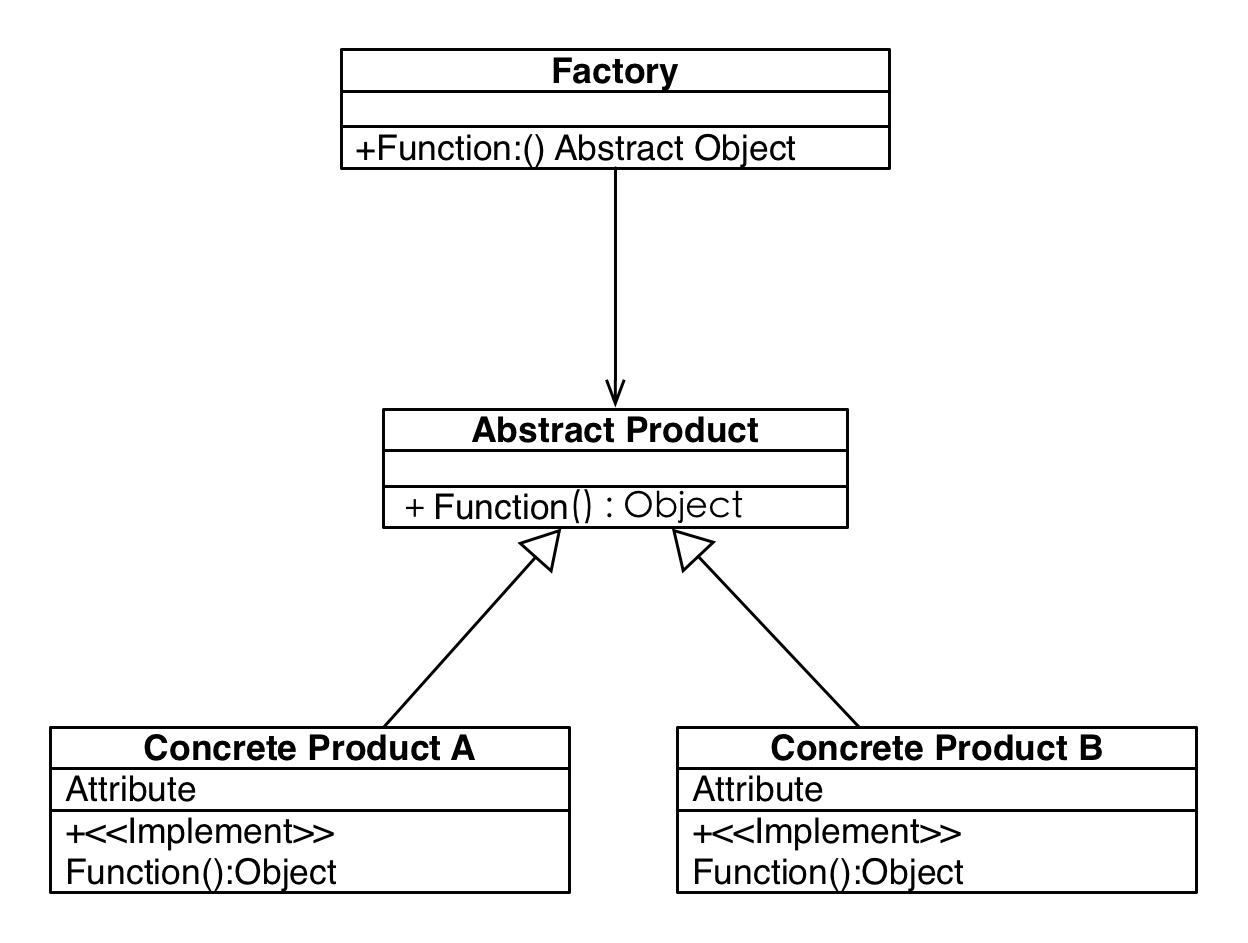 Factory
+Function:() Abstract Object
Abstract Product
+ Function() : Object
Concrete Product A
Attribute
+<<Implement>>
Function():Object
Concrete Product B
Attribute
+<<Implement>>
Function():Object